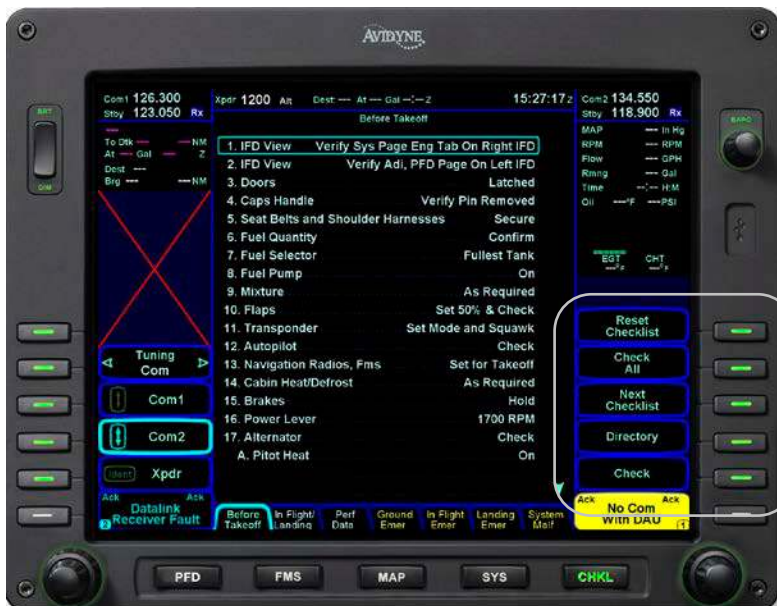 AVIDYNE
BRT
DIM
BARO
Com1 126.300
Stby 123.050 Rx
Xpdr 1200 Alt Dest --- At --- Gal --:-- Z 15:27:17 Z
Com2 134.550
Stby 118.900 Rx
Before Takeoff
---
To Dtk --- --- NM
At --- Gal --- Z
Dest ---
Brg --- --- NM
1. IFD View Verify Sys Page Eng Tab On Right IFD
2. IFD View Verify Adi, PFD Page On Left IFD
3. Doors Latched
4. Caps Handle Verify Pin Removed
5. Seat Belts and Shoulder Harnesses Secure
6. Fuel Quantity Confirm
7. Fuel Selector Fullest Tank
8. Fuel Pump On
9. Mixture As Required
10. Flaps Set 50% & Check
11. Transponder Set Mode and Squawk
12. Autopilot Check
13. Navigation Radios, Fms Set for Takeoff
14. Cabin Heat/Defrost As Required
15. Brakes Hold
16. Power Lever 1700 RPM
17. Alternator Check
A. Pitot Heat On
MAP --- In Hg
RPM --- RPM
Flow --- GPH
Rmng --- Gal
Time --:-- H:M
Oil ---°F ---PSI
EGT CHT
---°F ---°F
Tuning
Com
Com1
Com2
Ident Xpdr
Ack Ack
Datalink
Receiver Fault
2
Reset
Checklist
Check
All
Next
Checklist
Directory
Check
Ack Ack
No Com
With DAU
1
Before
Takeoff
In Flight/
Landing
Perf
Data
Ground
Emer
In Flight
Emer
Landing
Emer
System
Malf
PFD
FMS
MAP
SYS
CHKL